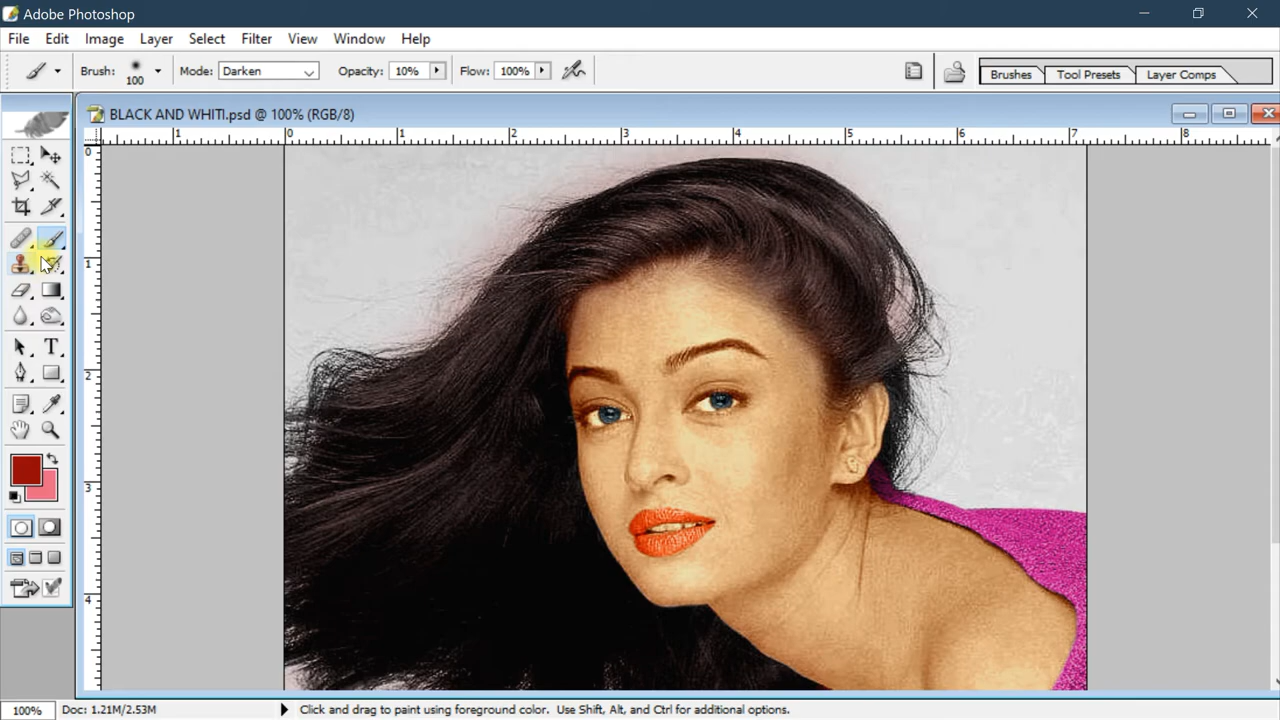 Adobe Photoshop
File Edit Image Layer Select Filter View Window Help
Brush: 100 Mode: Darken Opacity: 10% Flow: 100% Brushes Tool Presets Layer Comps
BLACK AND WHITI.psd @ 100% (RGB/8)
1 0 1 2 3 4 5 6 7 8
0
1
2
3
4
T
100% Doc: 1.21M/2.53M Click and drag to paint using foreground color. Use Shift, Alt, and Ctrl for additional options.